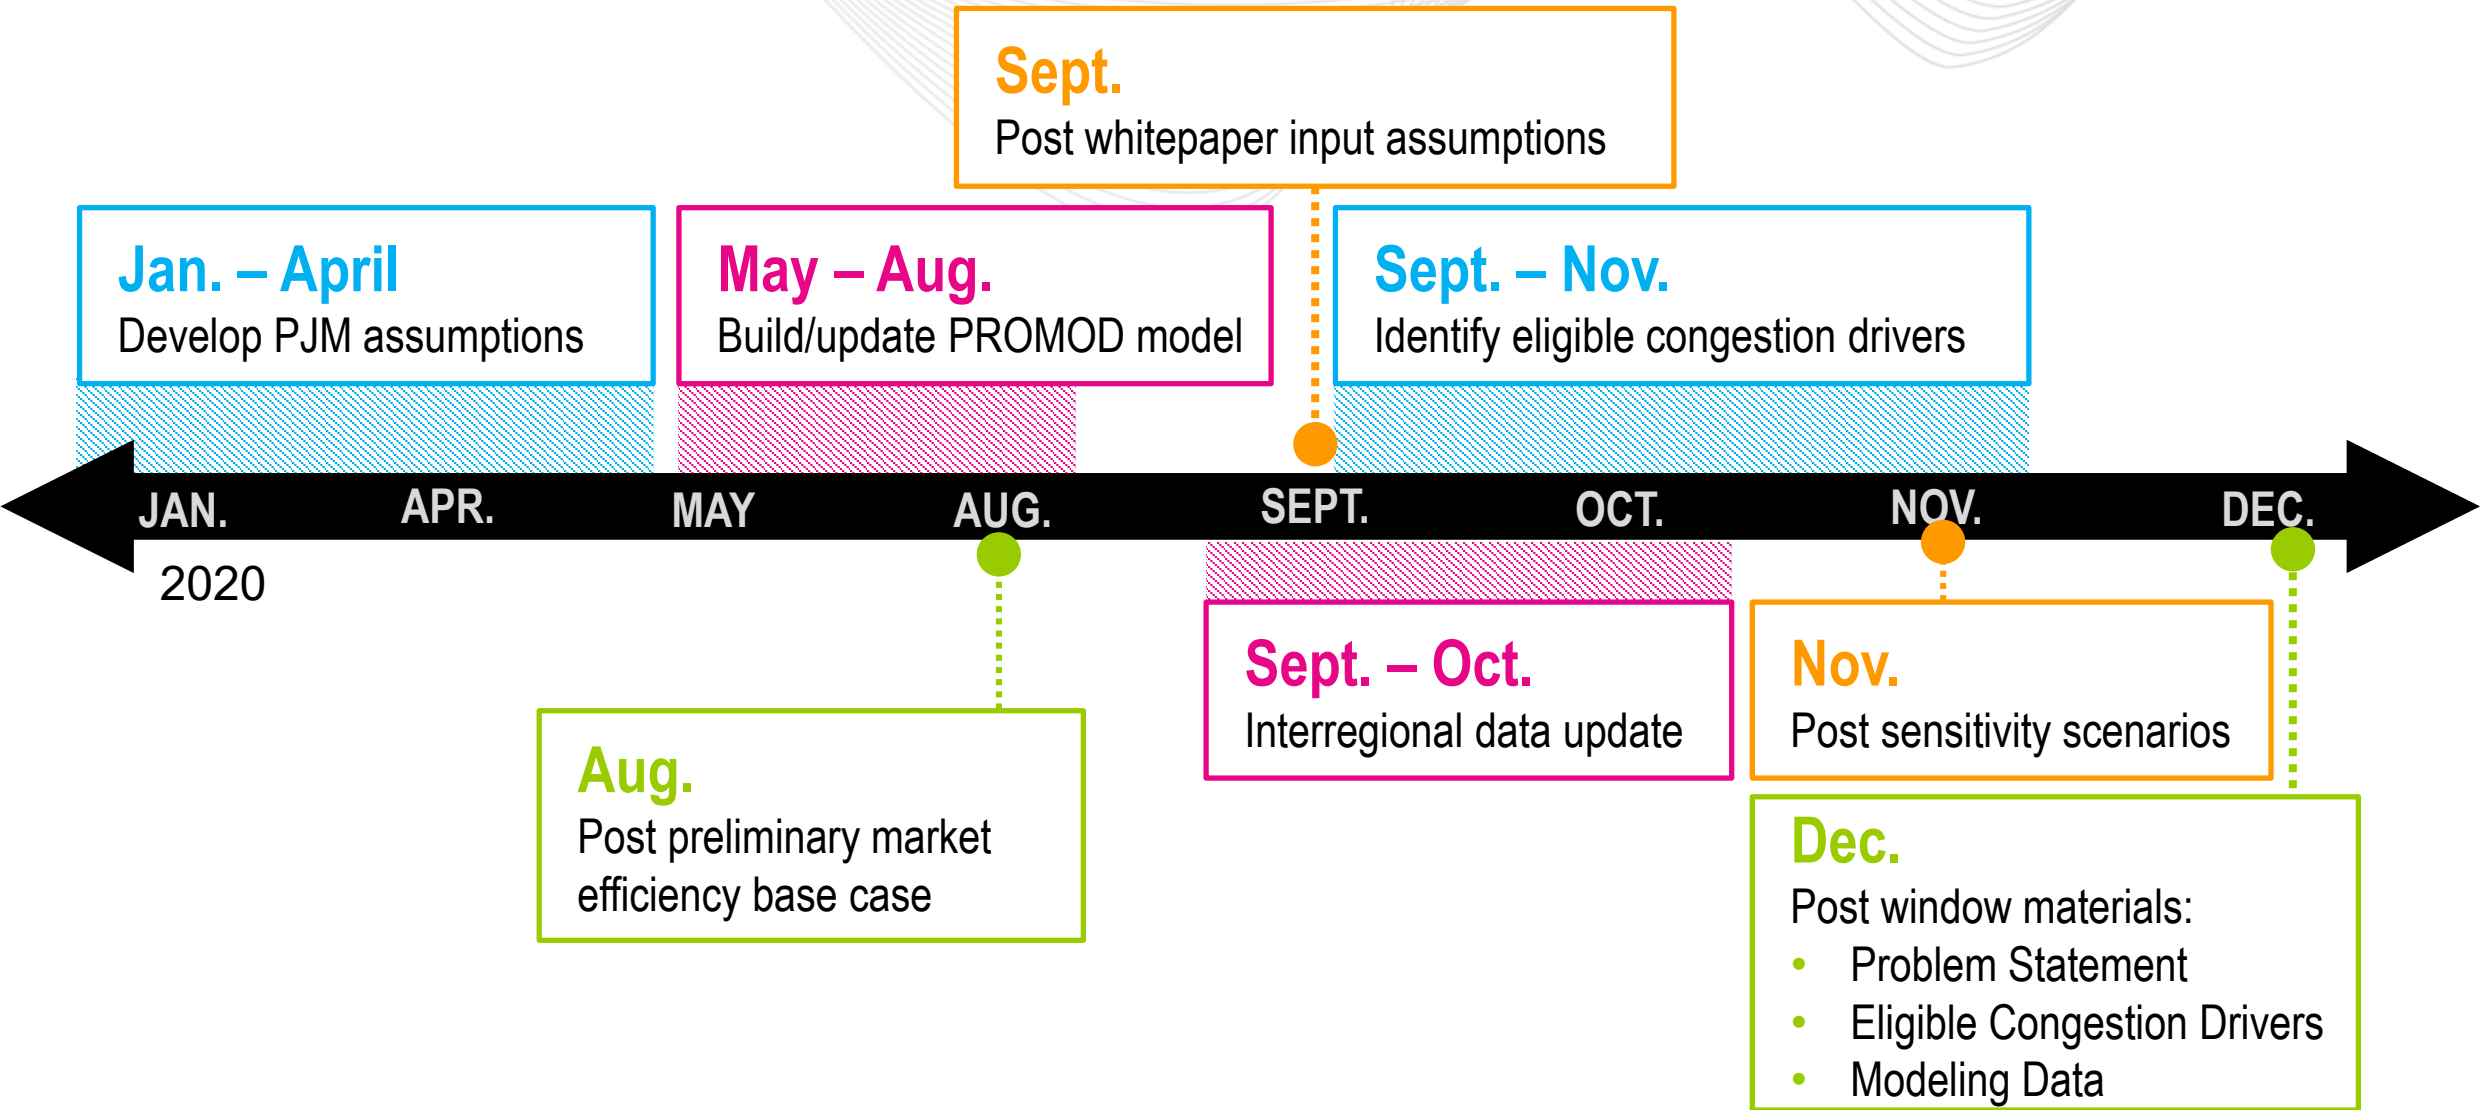 Sept.
Post whitepaper input assumptions
Jan. – April
Develop PJM assumptions
May – Aug.
Build/update PROMOD model
Sept. – Nov.
Identify eligible congestion drivers
JAN.
APR.
MAY
AUG.
SEPT.
OCT.
NOV.
DEC.
2020
Aug.
Post preliminary market
efficiency base case
Sept. – Oct.
Interregional data update
Nov.
Post sensitivity scenarios
Dec.
Post window materials:
• Problem Statement
• Eligible Congestion Drivers
• Modeling Data